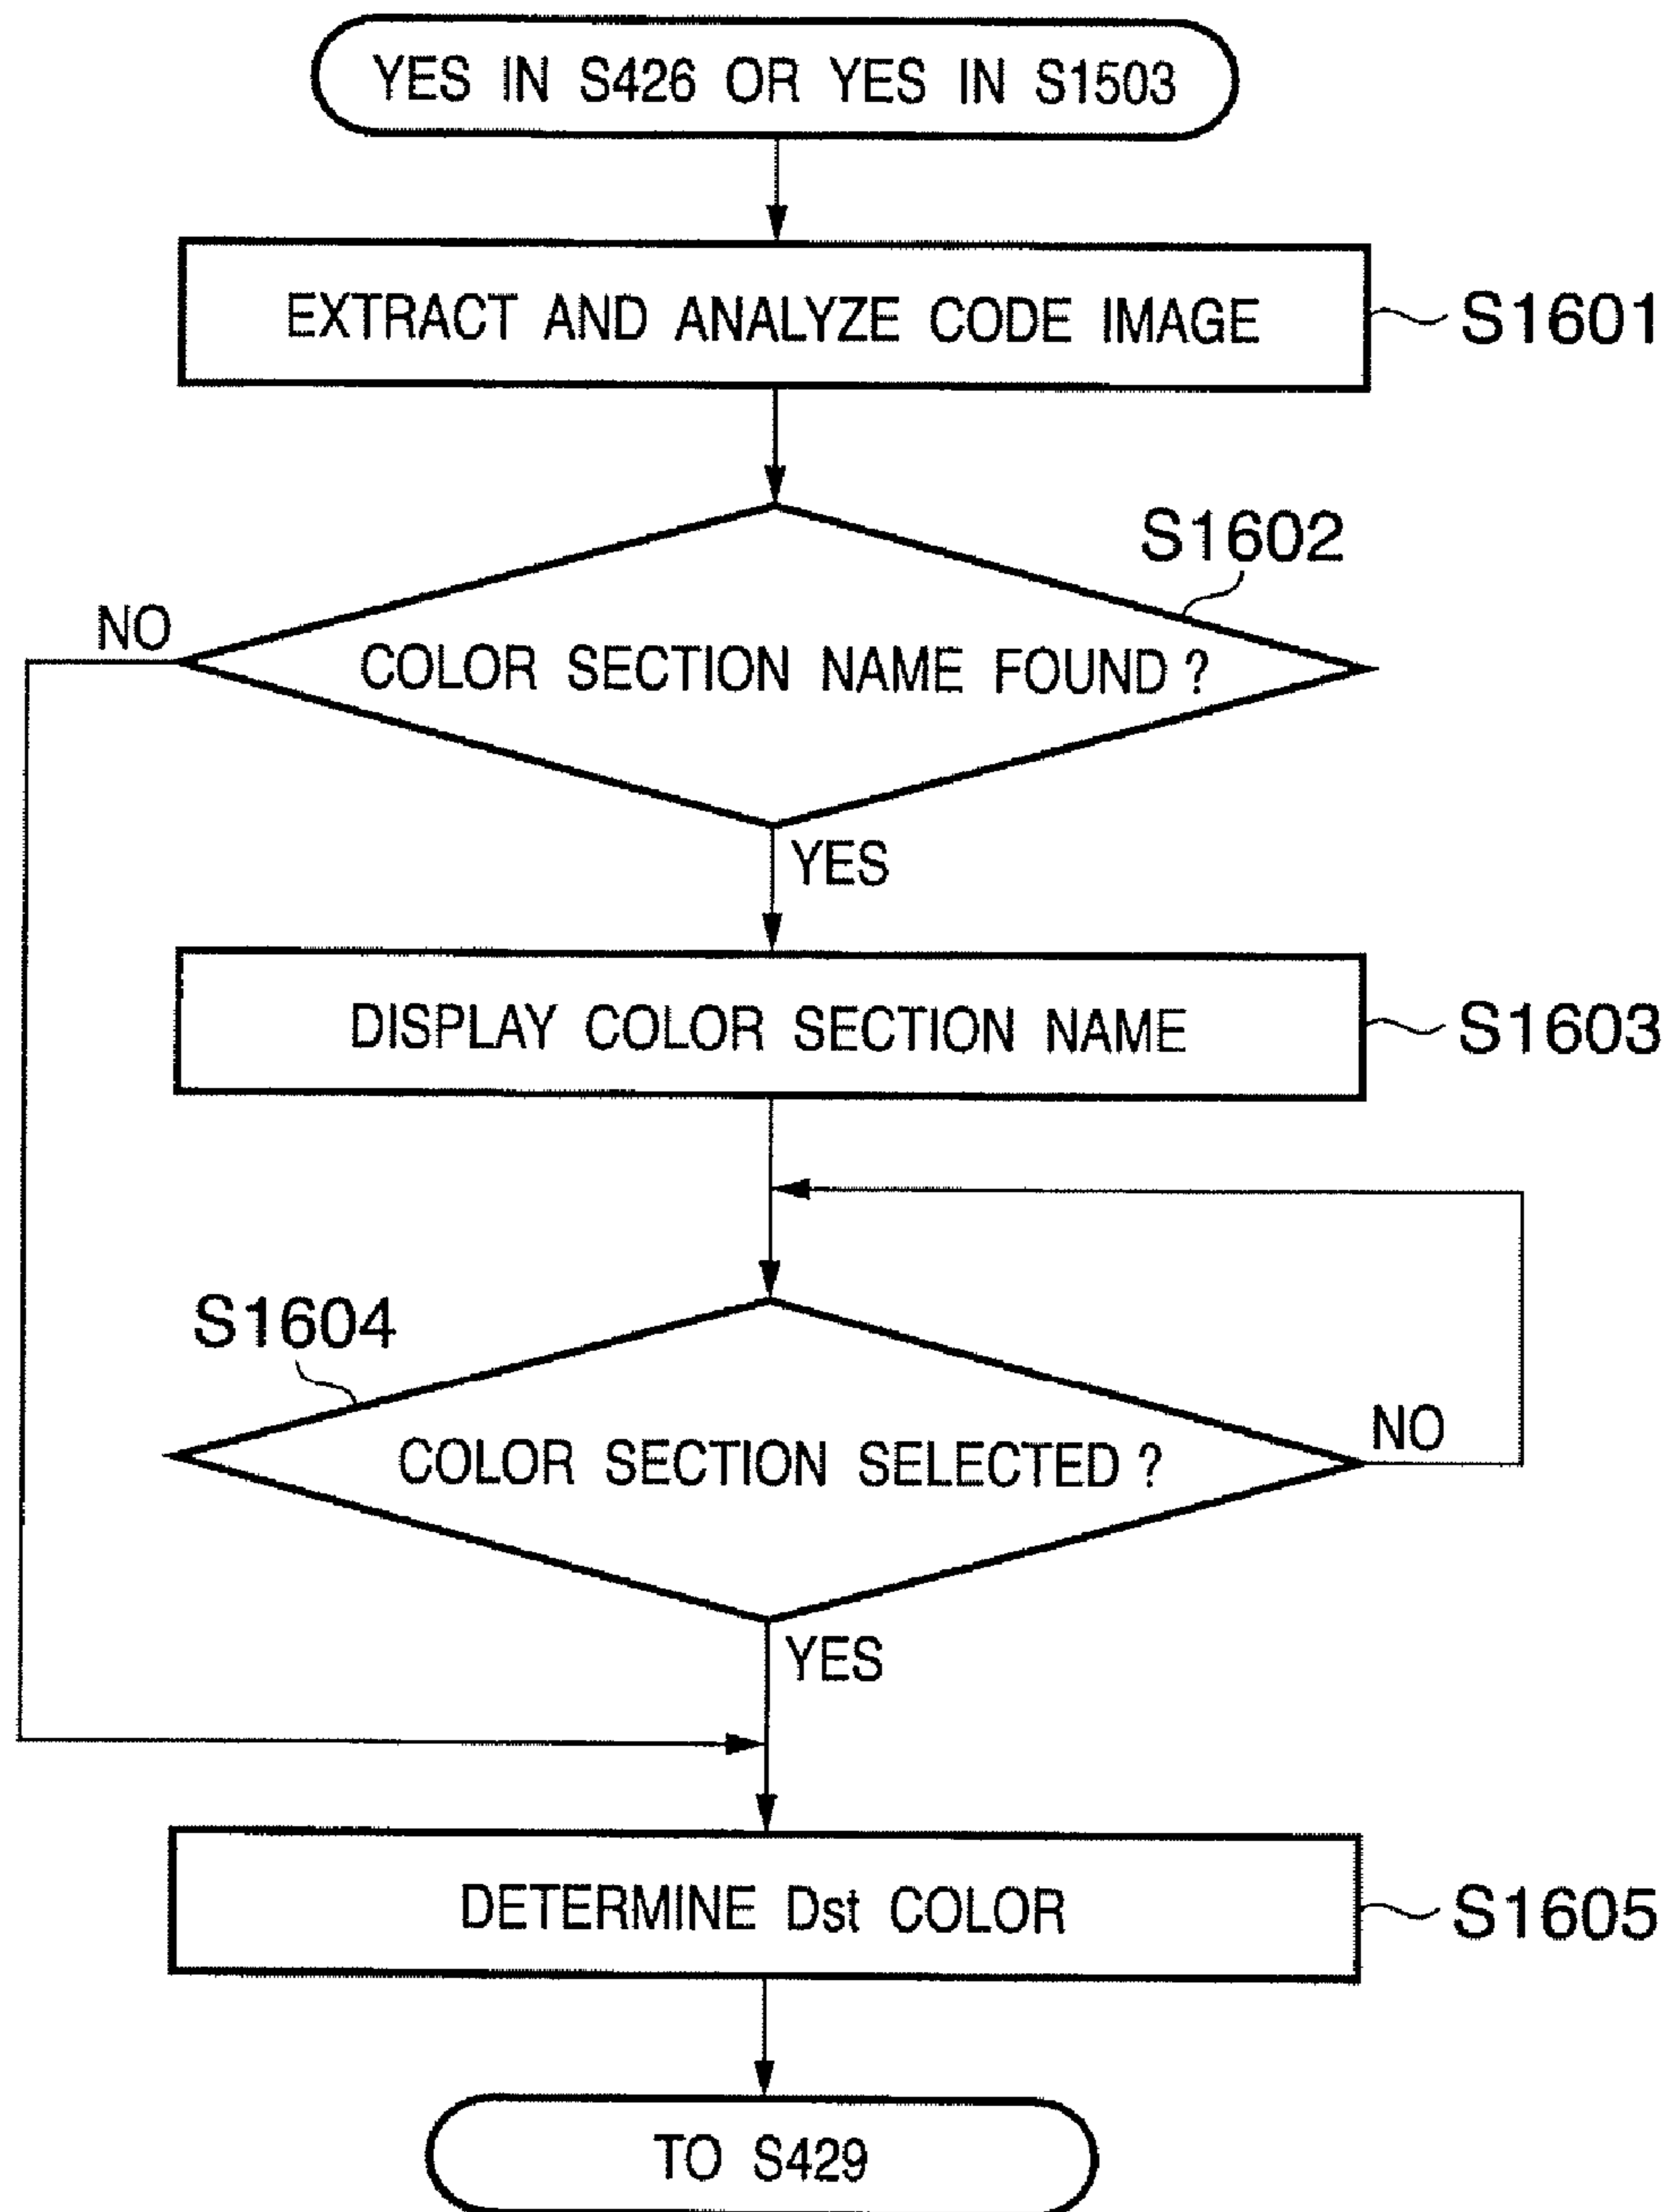 YES IN S426 OR YES IN S1503
EXTRACT AND ANALYZE CODE IMAGE
S1601
S1602
NO
COLOR SECTION NAME FOUND ?
YES
DISPLAY COLOR SECTION NAME
S1603
S1604
NO
COLOR SECTION SELECTED ?
YES
DETERMINE Dst COLOR
S1605
TO S429